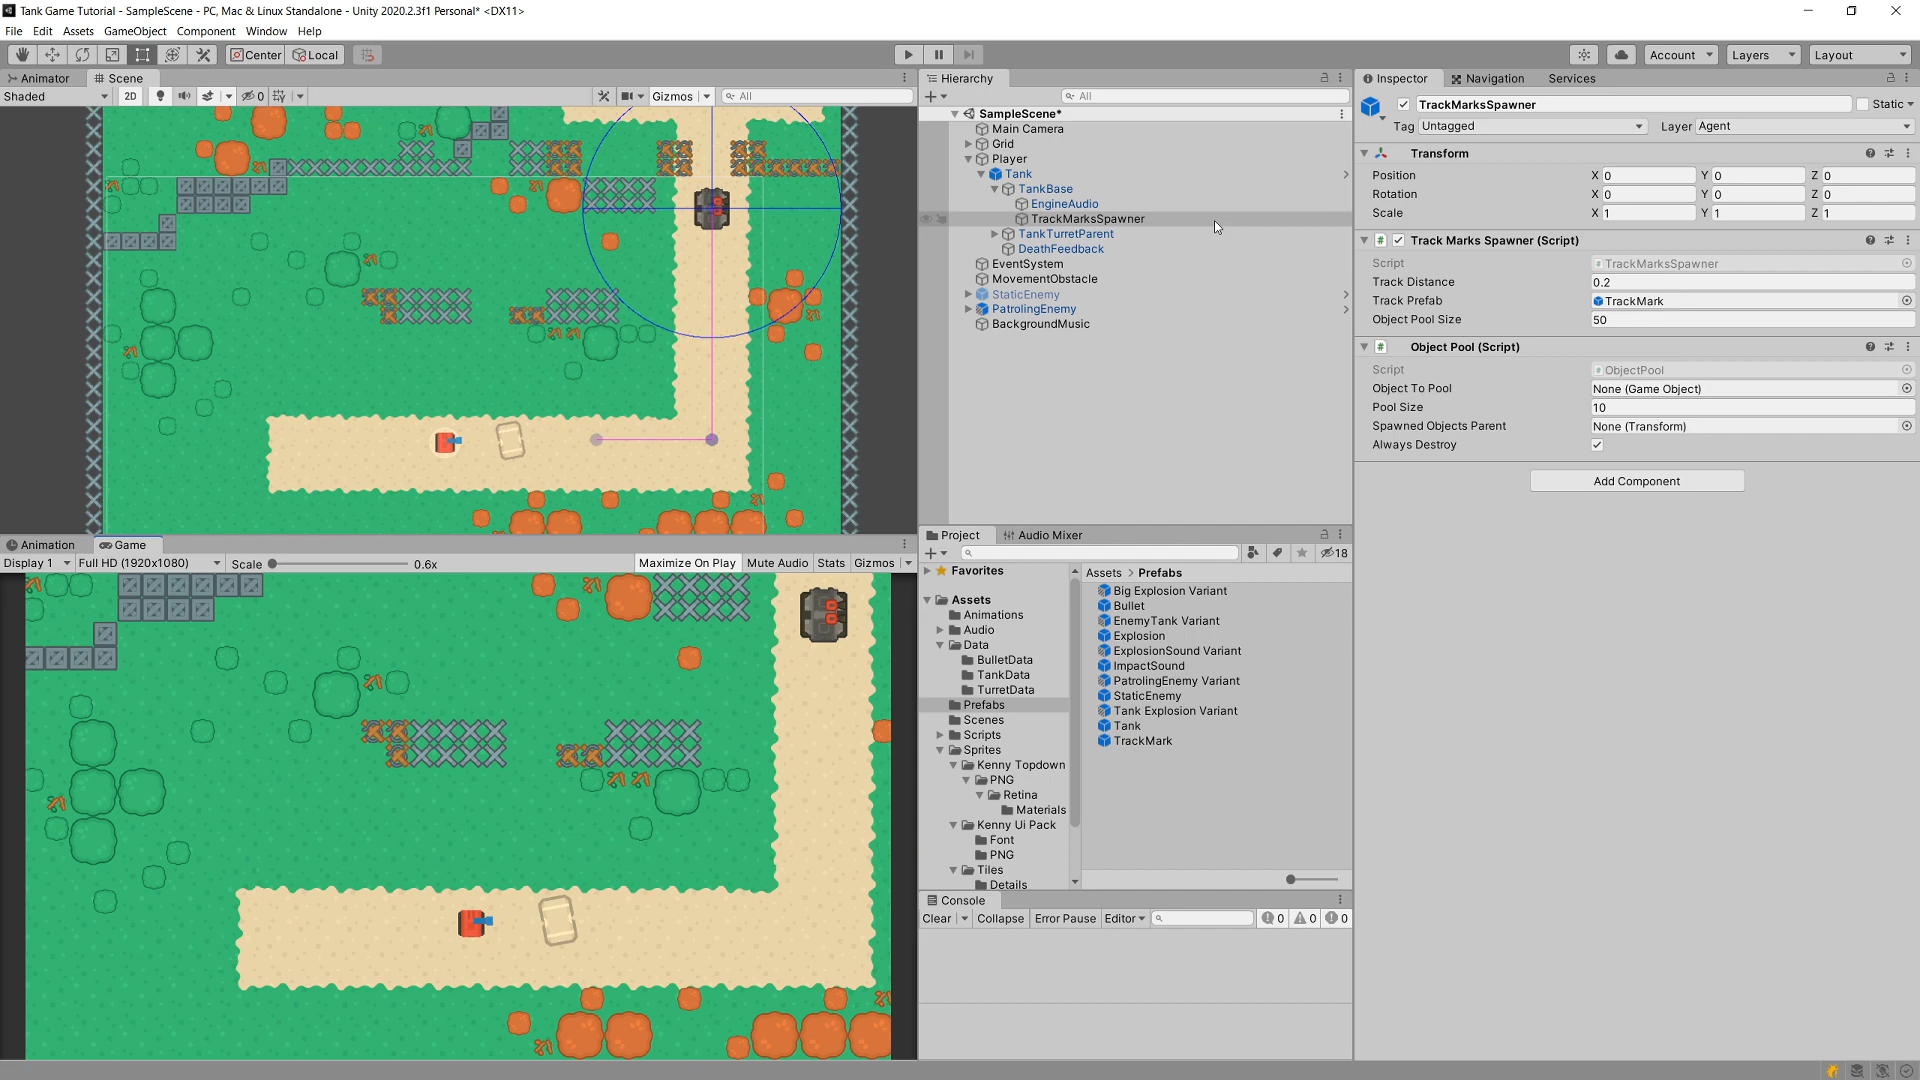 Tank Game Tutorial - SampleScene - PC, Mac & Linux Standalone - Unity 2020.2.3f1 Personal* <DX11>
File Edit Assets GameObject Component Window Help
Center Local Account Layers Layout
Animator Scene
Shaded 2D 0 Gizmos All
Animation Game
Display 1 Full HD (1920x1080) Scale 0.6x Maximize On Play Mute Audio Stats Gizmos
Hierarchy
All
SampleScene*
Main Camera
Grid
Player
Tank
TankBase
EngineAudio
TrackMarksSpawner
TankTurretParent
DeathFeedback
EventSystem
MovementObstacle
StaticEnemy
PatrolingEnemy
BackgroundMusic
Project Audio Mixer
18
Favorites
Assets
Animations
Audio
Data
BulletData
TankData
TurretData
Prefabs
Scenes
Scripts
Sprites
Kenny Topdown
PNG
Retina
Materials
Kenny Ui Pack
Font
PNG
Tiles
Details
Assets > Prefabs
Big Explosion Variant
Bullet
EnemyTank Variant
Explosion
ExplosionSound Variant
ImpactSound
PatrolingEnemy Variant
StaticEnemy
Tank Explosion Variant
Tank
TrackMark
Console
Clear Collapse Error Pause Editor 0 0 0
Inspector Navigation Services
TrackMarksSpawner Static
Tag Untagged Layer Agent
Transform
Position X 0 Y 0 Z 0
Rotation X 0 Y 0 Z 0
Scale X 1 Y 1 Z 1
# Track Marks Spawner (Script)
Script # TrackMarksSpawner
Track Distance 0.2
Track Prefab TrackMark
Object Pool Size 50
# Object Pool (Script)
Script # ObjectPool
Object To Pool None (Game Object)
Pool Size 10
Spawned Objects Parent None (Transform)
Always Destroy
Add Component